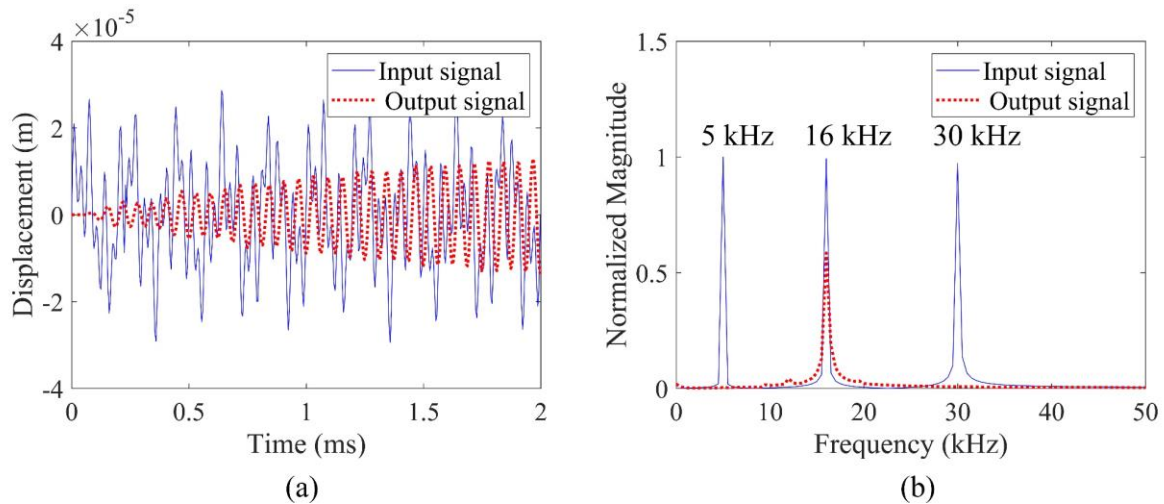 ×10⁻⁵
4
2
0
-2
-4
Displacement (m)
Input signal
Output signal
0
0.5
1
1.5
2
Time (ms)
(a)
1.5
1
0.5
0
Normalized Magnitude
Input signal
Output signal
5 kHz
16 kHz
30 kHz
0
10
20
30
40
50
Frequency (kHz)
(b)